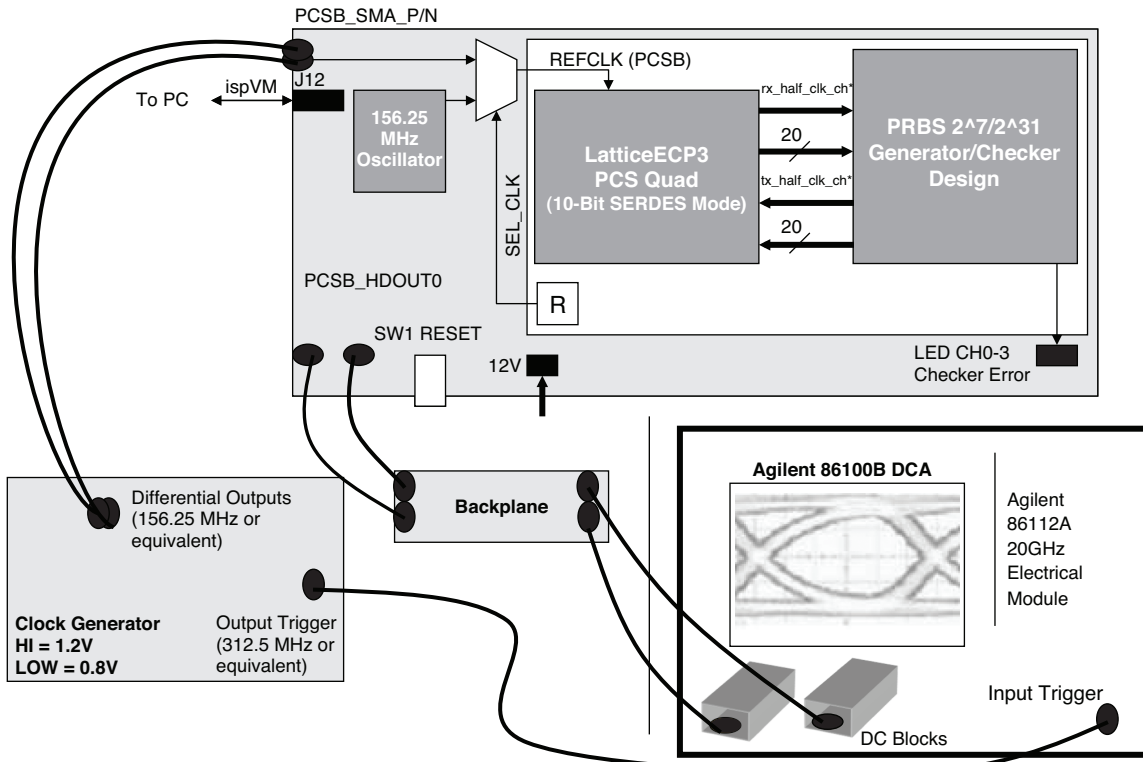 PCSB_SMA_P/N
J12
To PC
ispVM
156.25
MHz
Oscillator
REFCLK (PCSB)
SEL_CLK
LatticeECP3
PCS Quad
(10-Bit SERDES Mode)
rx_half_clk_ch*
20
tx_half_clk_ch*
20
PRBS 2^7/2^31
Generator/Checker
Design
R
PCSB_HDOUT0
SW1 RESET
12V
LED CH0-3
Checker Error
Differential Outputs
(156.25 MHz or
equivalent)
Clock Generator
HI = 1.2V
LOW = 0.8V
Output Trigger
(312.5 MHz or
equivalent)
Backplane
Agilent 86100B DCA
Agilent
86112A
20GHz
Electrical
Module
DC Blocks
Input Trigger